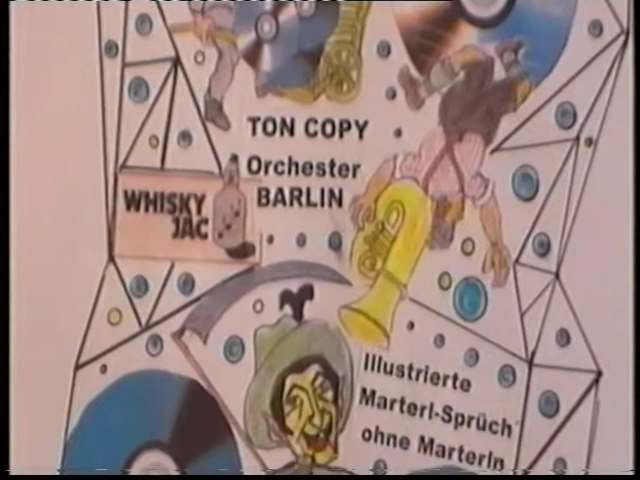 TON COPY
Orchester
BARLIN
WHISKY
JAC
Illustrierte
Marterl-Sprüch'
ohne Marterln